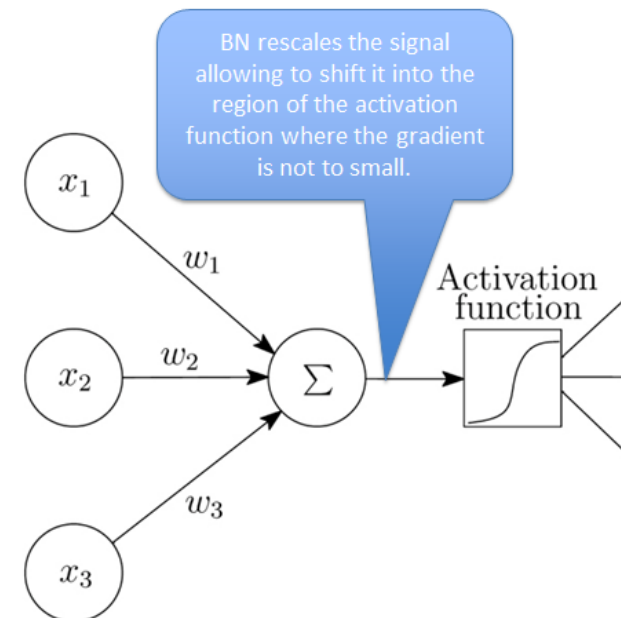 BN rescales the signal
allowing to shift it into the
region of the activation
function where the gradient
is not to small.
x₁
w₁
Activation
function
x₂
w₂
Σ
w₃
x₃